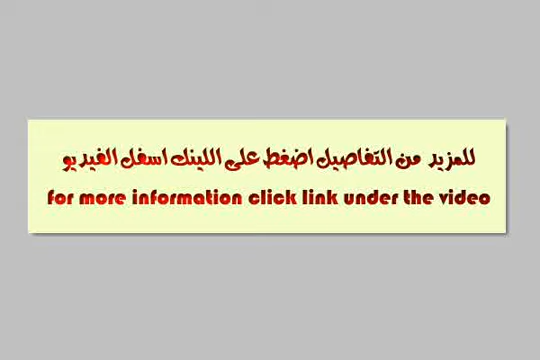 للمزيد من التفاصيل اضغط على اللينك اسفل الفيديو
for more information click link under the video